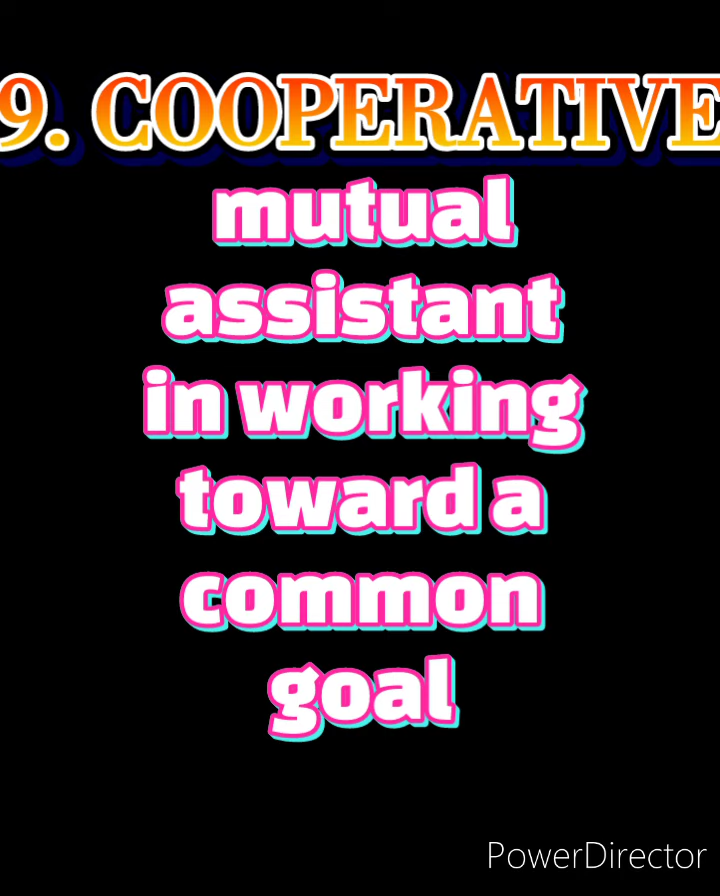 9. COOPERATIVE
mutual
assistant
in working
toward a
common
goal
PowerDirector